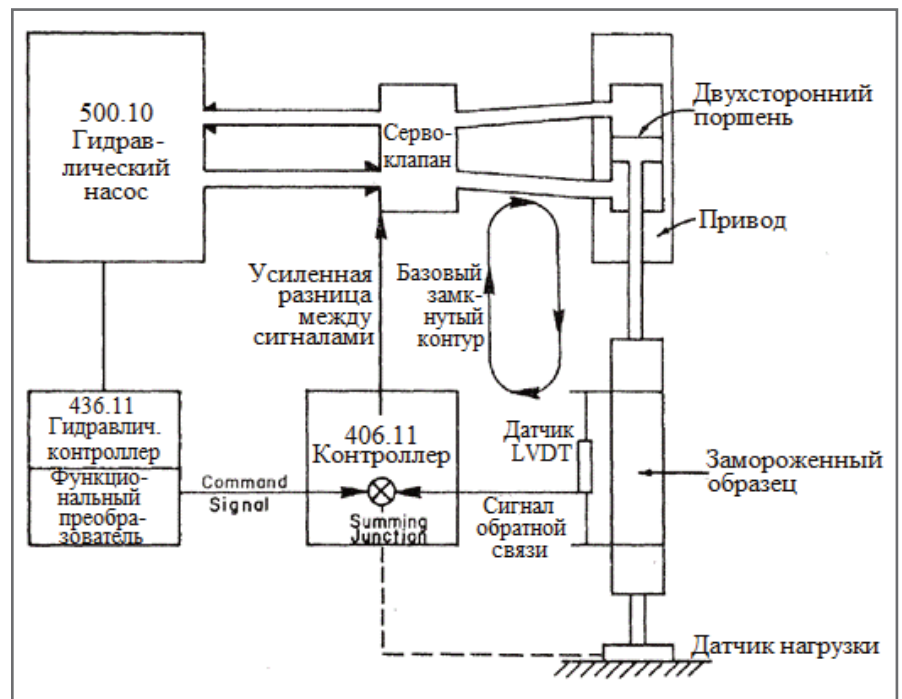 500.10
Гидрав-
лический
насос
Серво-
клапан
Двухсторонний
поршень
Привод
Усиленная
разница
между
сигналами
Базовый
замк-
нутый
контур
436.11
Гидравлич.
контроллер
Функцио-
нальный
преобра-
зователь
Command
Signal
406.11
Контроллер
Summing
Junction
Датчик
LVDT
Сигнал
обратной
связи
Замороженный
образец
Датчик нагрузки